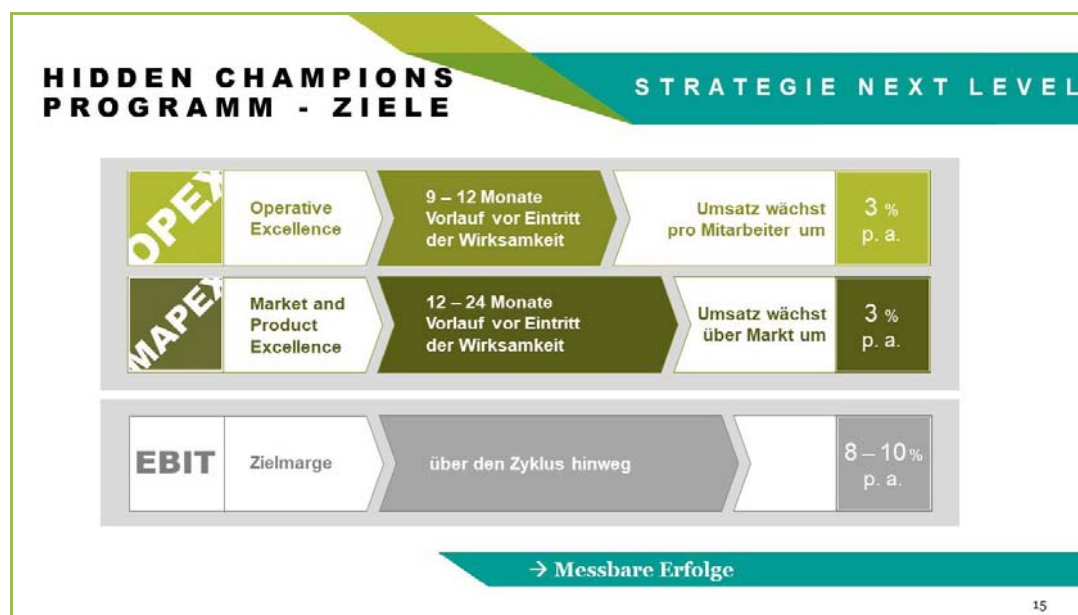 HIDDEN CHAMPIONS
PROGRAMM - ZIELE
STRATEGIE NEXT LEVEL
OPEX
Operative
Excellence
9 – 12 Monate
Vorlauf vor Eintritt
der Wirksamkeit
Umsatz wächst
pro Mitarbeiter um
3 %
p. a.
MAPEX
Market and
Product
Excellence
12 – 24 Monate
Vorlauf vor Eintritt
der Wirksamkeit
Umsatz wächst
über Markt um
3 %
p. a.
EBIT
Zielmarge
über den Zyklus hinweg
8 – 10 %
p. a.
→ Messbare Erfolge
15